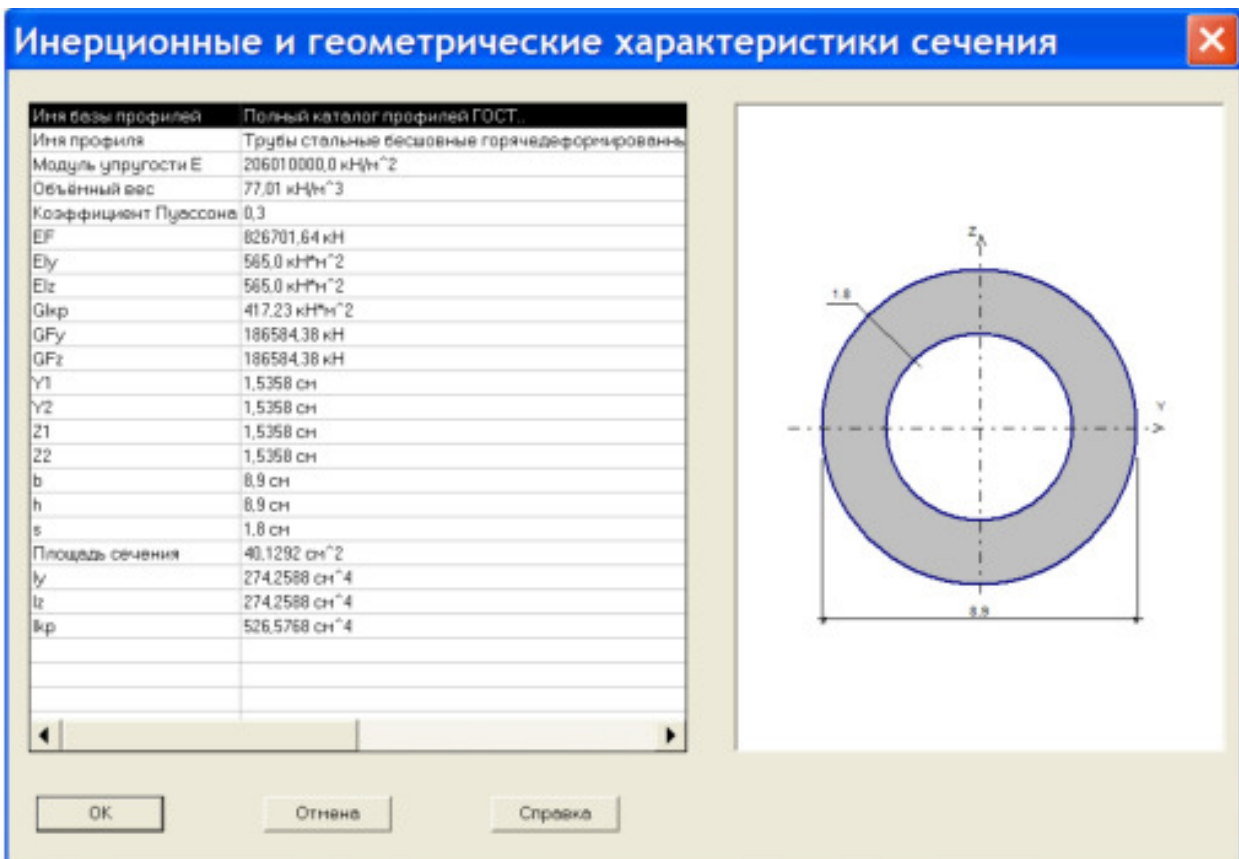 Инерционные и геометрические характеристики сечения
Имя базы профилей Полный каталог профилей ГОСТ..
Имя профиля Трубы стальные бесшовные горячедеформированнь
Модуль упругости E 206010000,0 кН/м^2
Объёмный вес 77,01 кН/м^3
Коэффициент Пуассона 0,3
EF 826701,64 кН
EIy 565,0 кН*м^2
EIz 565,0 кН*м^2
GIкр 417,23 кН*м^2
GFy 186584,38 кН
GFz 186584,38 кН
Y1 1,5358 см
Y2 1,5358 см
Z1 1,5358 см
Z2 1,5358 см
b 8,9 см
h 8,9 см
s 1,8 см
Площадь сечения 40,1292 см^2
Iy 274,2588 см^4
Iz 274,2588 см^4
Iкр 526,5768 см^4
Z
1.8
Y
8.9
OK Отмена Справка